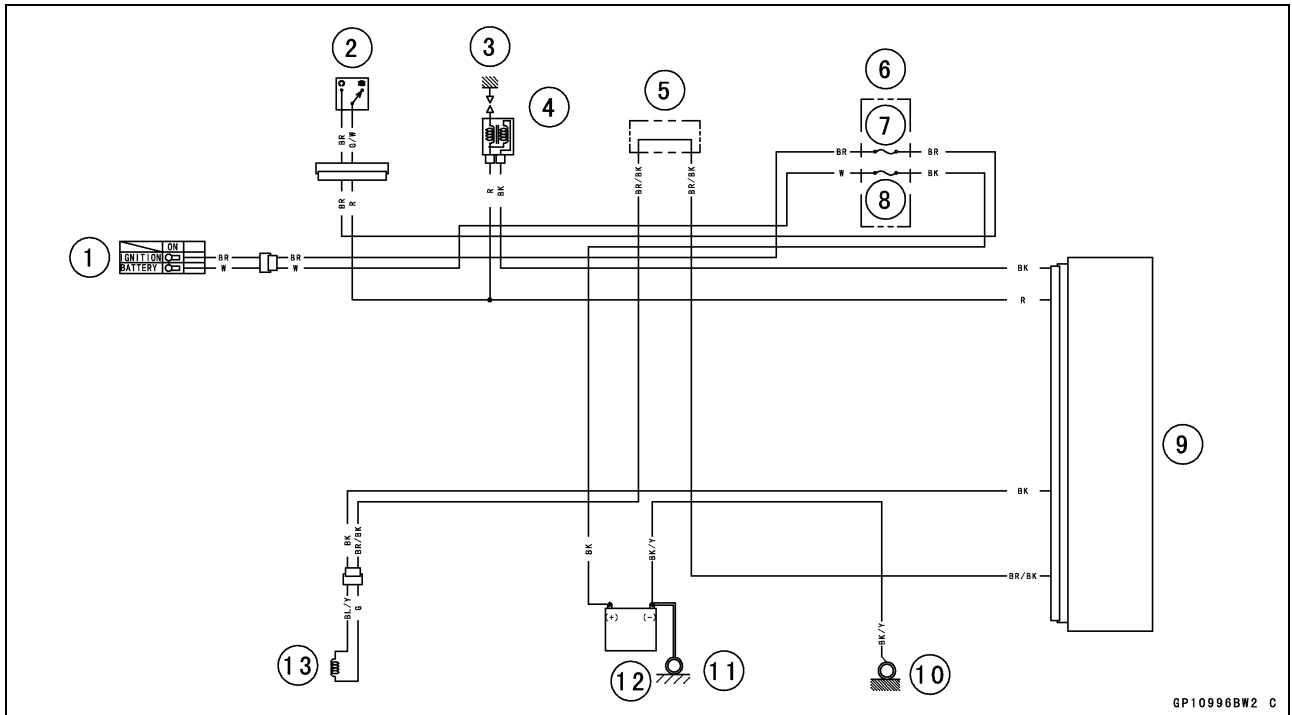 2
3
4
5
6
7
8
BR
G/W
BR
R
R
BK
BR/BK
BR/BK
BR
BR
W
BK
1
ON
IGNITION
BATTERY
BR
W
BR
W
BK
R
9
BK
BR/BK
BK
BR/BK
BL/Y
G
13
BK
BK/Y
(+)
(-)
12
11
BK/Y
10
GP10996BW2 C